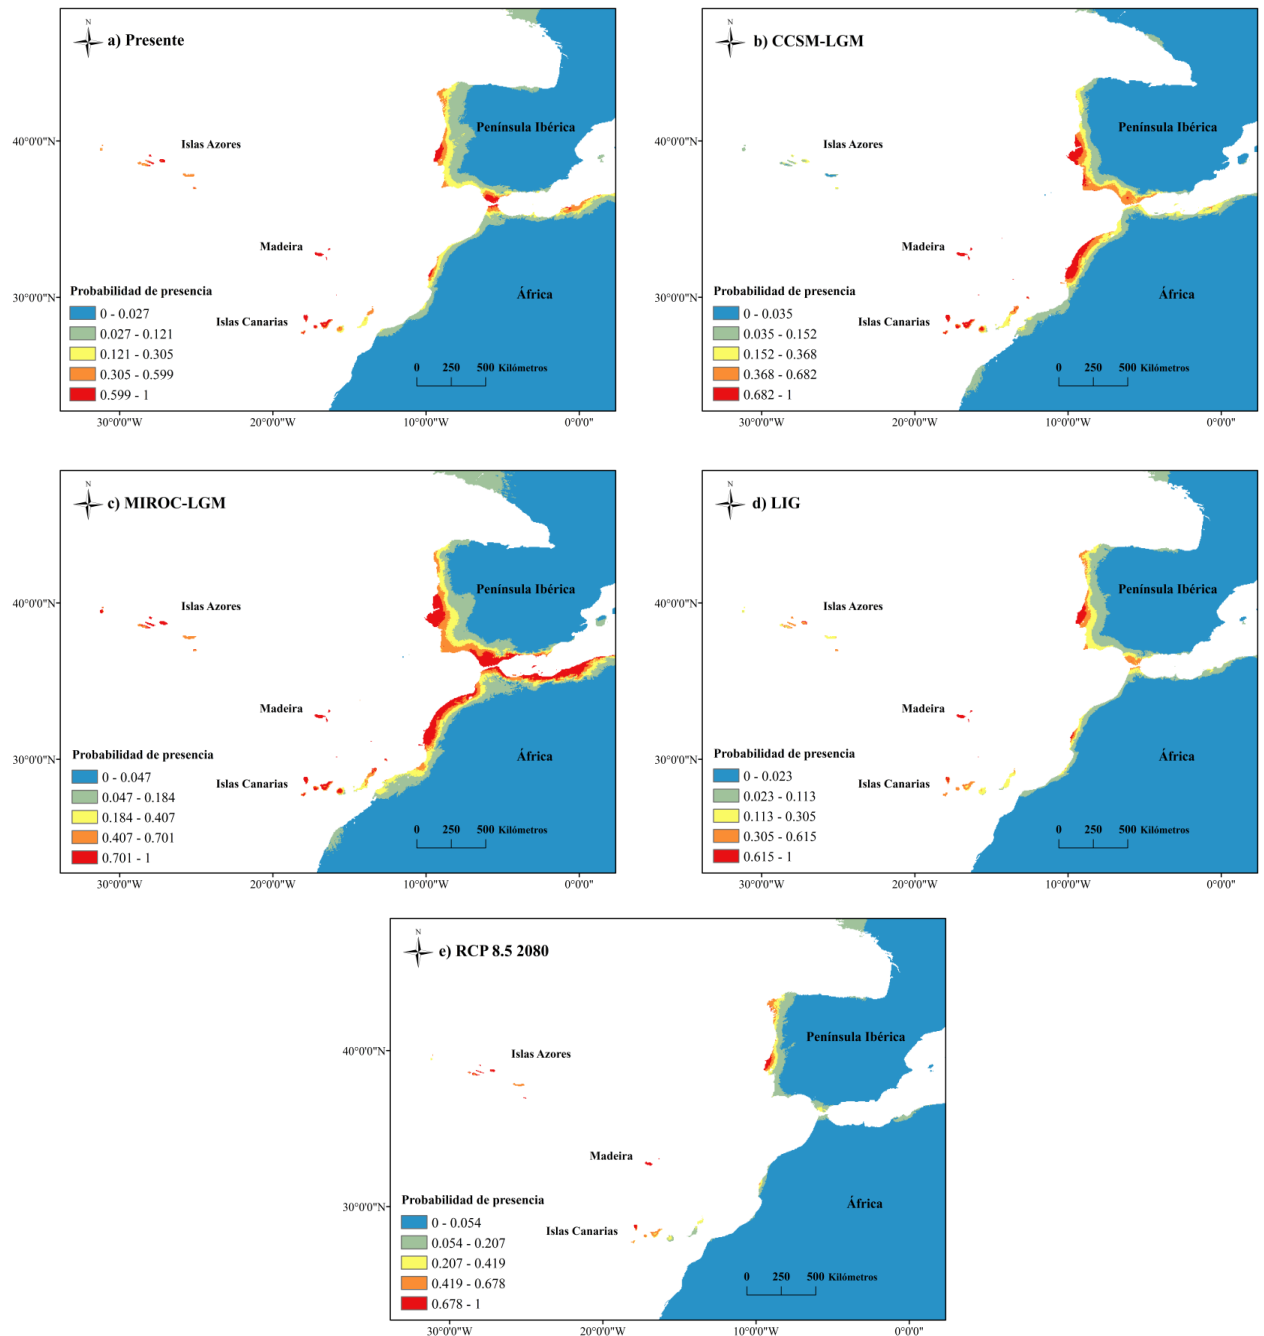 N
a) Presente
40°0'0"N
30°0'0"N
Islas Azores
Península Ibérica
Madeira
Islas Canarias
África
Probabilidad de presencia
0 - 0.027
0.027 - 0.121
0.121 - 0.305
0.305 - 0.599
0.599 - 1
0 250 500 Kilómetros
30°0'0"W 20°0'0"W 10°0'0"W 0°0'0"
N
b) CCSM-LGM
40°0'0"N
30°0'0"N
Islas Azores
Península Ibérica
Madeira
Islas Canarias
África
Probabilidad de presencia
0 - 0.035
0.035 - 0.152
0.152 - 0.368
0.368 - 0.682
0.682 - 1
0 250 500 Kilómetros
30°0'0"W 20°0'0"W 10°0'0"W 0°0'0"
N
c) MIROC-LGM
40°0'0"N
30°0'0"N
Islas Azores
Península Ibérica
Madeira
Islas Canarias
África
Probabilidad de presencia
0 - 0.047
0.047 - 0.184
0.184 - 0.407
0.407 - 0.701
0.701 - 1
0 250 500 Kilómetros
30°0'0"W 20°0'0"W 10°0'0"W 0°0'0"
N
d) LIG
40°0'0"N
30°0'0"N
Islas Azores
Península Ibérica
Madeira
Islas Canarias
África
Probabilidad de presencia
0 - 0.023
0.023 - 0.113
0.113 - 0.305
0.305 - 0.615
0.615 - 1
0 250 500 Kilómetros
30°0'0"W 20°0'0"W 10°0'0"W 0°0'0"
N
e) RCP 8.5 2080
40°0'0"N
30°0'0"N
Islas Azores
Península Ibérica
Madeira
Islas Canarias
África
Probabilidad de presencia
0 - 0.054
0.054 - 0.207
0.207 - 0.419
0.419 - 0.678
0.678 - 1
0 250 500 Kilómetros
30°0'0"W 20°0'0"W 10°0'0"W 0°0'0"